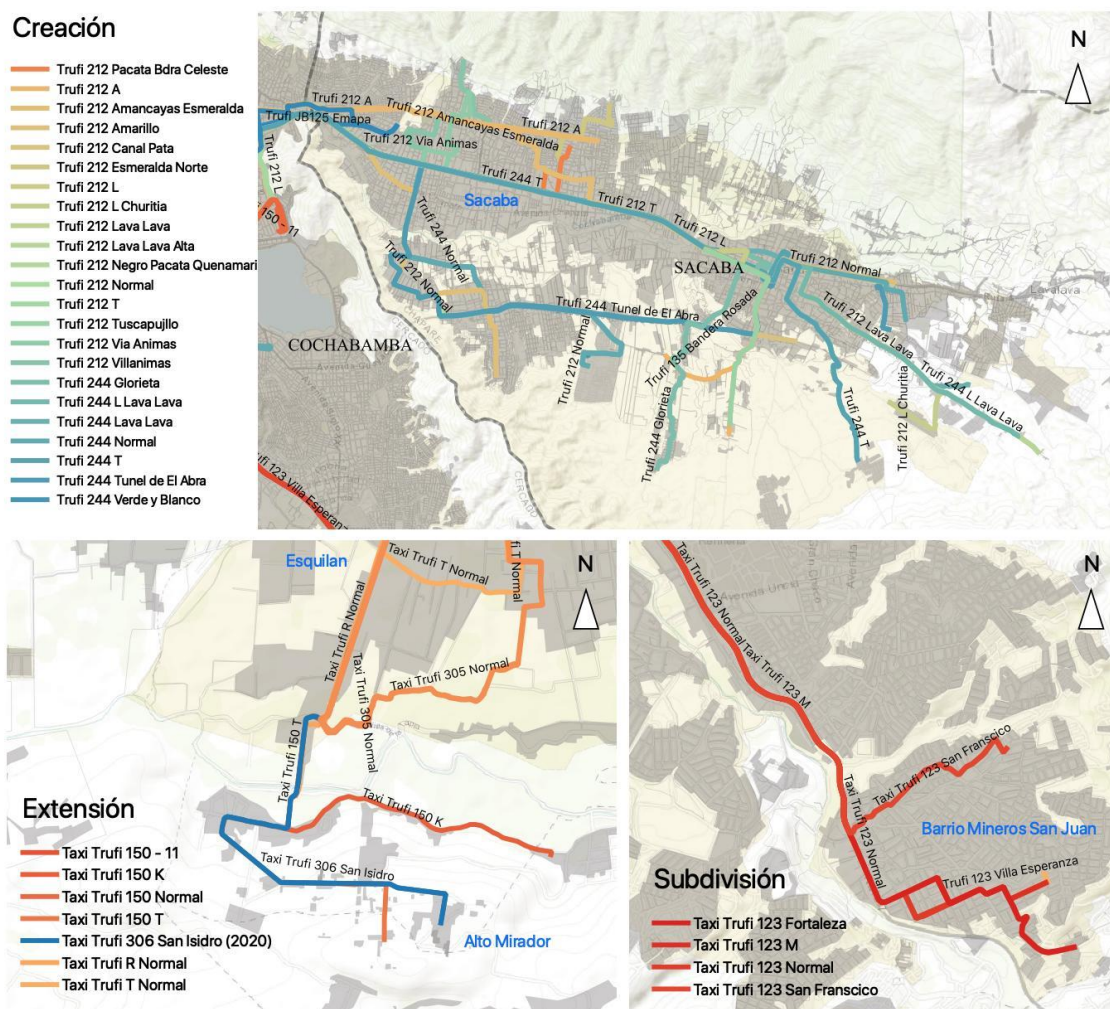 Creación
Trufi 212 Pacata Bdra Celeste
Trufi 212 A
Trufi 212 Amancayas Esmeralda
Trufi 212 Amarillo
Trufi 212 Canal Pata
Trufi 212 Esmeralda Norte
Trufi 212 L
Trufi 212 L Churitia
Trufi 212 Lava Lava
Trufi 212 Lava Lava Alta
Trufi 212 Negro Pacata Quenamari
Trufi 212 Normal
Trufi 212 T
Trufi 212 Tuscapujllo
Trufi 212 Via Animas
Trufi 212 Villanimas
Trufi 244 Glorieta
Trufi 244 L Lava Lava
Trufi 244 Lava Lava
Trufi 244 Normal
Trufi 244 T
Trufi 244 Tunel de El Abra
Trufi 244 Verde y Blanco
N
Trufi 212 A
Trufi 212 Amancayas Esmeralda
Trufi 212 A
Trufi JB125 Emapa
Trufi 212 Via Animas
Trufi 212 L
Trufi 244 T
Trufi 212 T
Sacaba
150 - 11
Trufi 244 Normal
Trufi 212 L
Trufi 212 Normal
SACABA
Trufi 212 Normal
Lavalava
Trufi 244 Tunel de El Abra
Trufi 135 Bandera Rosada
Trufi 212 Lava Lava
COCHABAMBA
Trufi 212 Normal
Trufi 244 L Lava Lava
Trufi 212 L Churitia
Trufi 244 T
Trufi 244 Glorieta
CERCADO
123 Villa Esperanza
Esquilan
N
T Normal
Taxi Trufi T Normal
Taxi Trufi R Normal
Taxi Trufi 305 Normal
Taxi Trufi 305 Normal
Taxi Trufi 150 T
Taxi Trufi 150 K
Taxi Trufi 306 San Isidro
Alto Mirador
Extensión
Taxi Trufi 150 - 11
Taxi Trufi 150 K
Taxi Trufi 150 Normal
Taxi Trufi 150 T
Taxi Trufi 306 San Isidro (2020)
Taxi Trufi R Normal
Taxi Trufi T Normal
N
Taxi Trufi 123 Normal
Taxi Trufi 123 M
Taxi Trufi 123 San Franscico
Taxi Trufi 123 Normal
Barrio Mineros San Juan
Trufi 123 Villa Esperanza
Subdivisión
Taxi Trufi 123 Fortaleza
Taxi Trufi 123 M
Taxi Trufi 123 Normal
Taxi Trufi 123 San Franscico